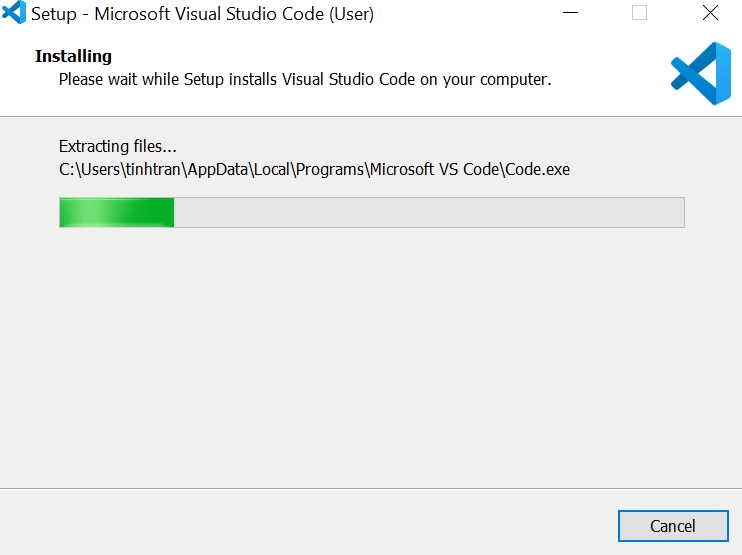 Setup - Microsoft Visual Studio Code (User)
Installing
Please wait while Setup installs Visual Studio Code on your computer.
Extracting files...
C:\Users\tinhtran\AppData\Local\Programs\Microsoft VS Code\Code.exe
Cancel